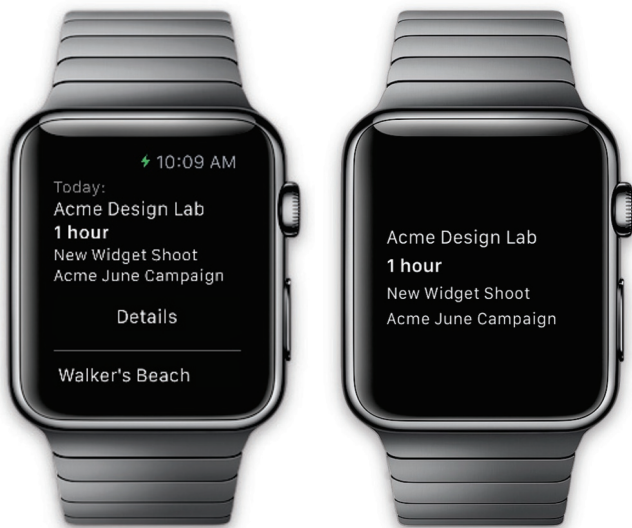 10:09 AM
Today:
Acme Design Lab
1 hour
New Widget Shoot
Acme June Campaign
Details
Walker's Beach
Acme Design Lab
1 hour
New Widget Shoot
Acme June Campaign